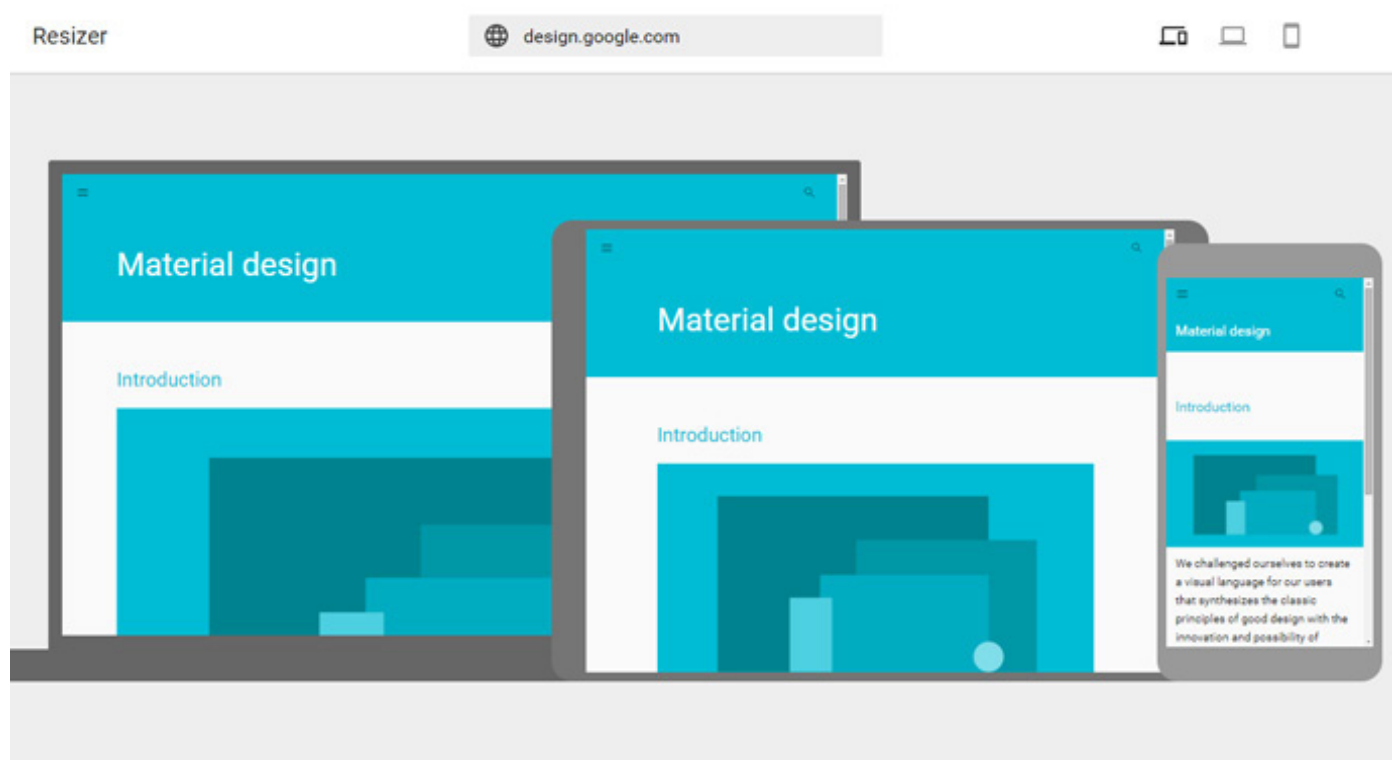 Resizer
design.google.com
Material design
Introduction
Material design
Introduction
Material design
Introduction
We challenged ourselves to create
a visual language for our users
that synthesizes the classic
principles of good design with the
innovation and possibility of